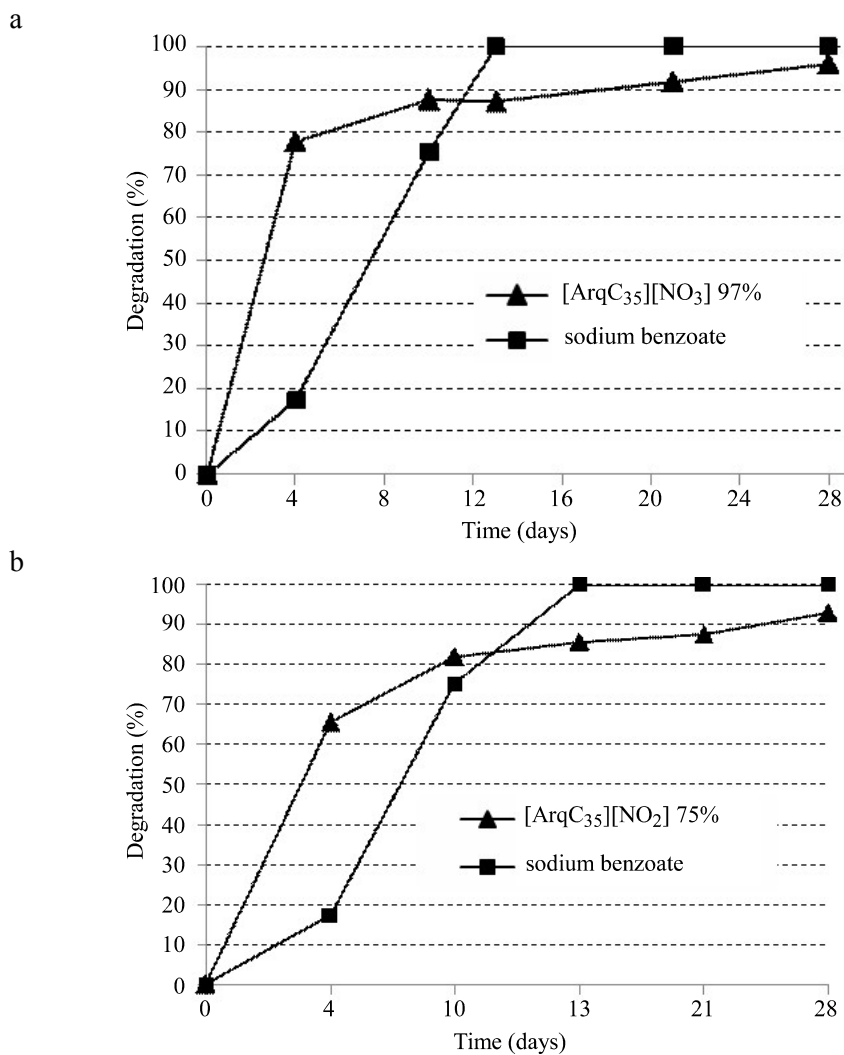 a
100
90
80
70
60
50
40
30
20
10
0
Degradation (%)
[ArqC₃₅][NO₃] 97%
sodium benzoate
0 4 8 12 16 20 24 28
Time (days)
b
100
90
80
70
60
50
40
30
20
10
0
Degradation (%)
[ArqC₃₅][NO₂] 75%
sodium benzoate
0 4 10 13 21 28
Time (days)